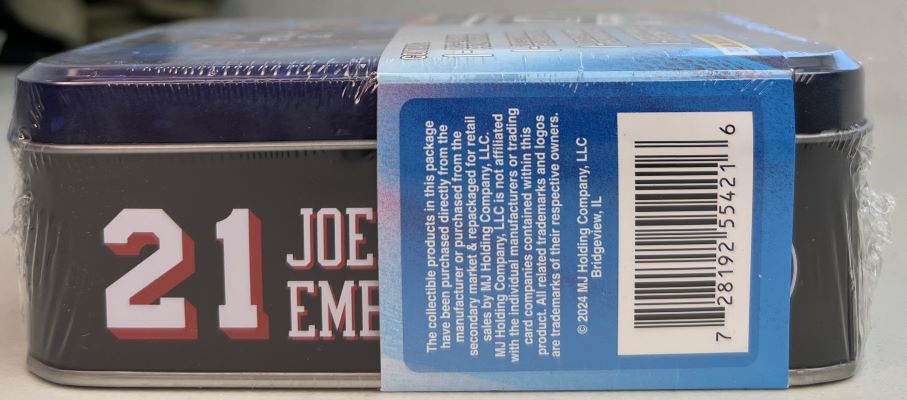 21
JOE
EMB
The collectible products in this package
have been purchased directly from the
manufacturer or purchased from the
secondary market & repackaged for retail
sales by MJ Holding Company, LLC.
MJ Holding Company, LLC is not affiliated
with the individual manufacturers or trading
card companies contained within this
product. All related trademarks and logos
are trademarks of their respective owners.
© 2024 MJ Holding Company, LLC
Bridgeview, IL
7 28192 55421 6